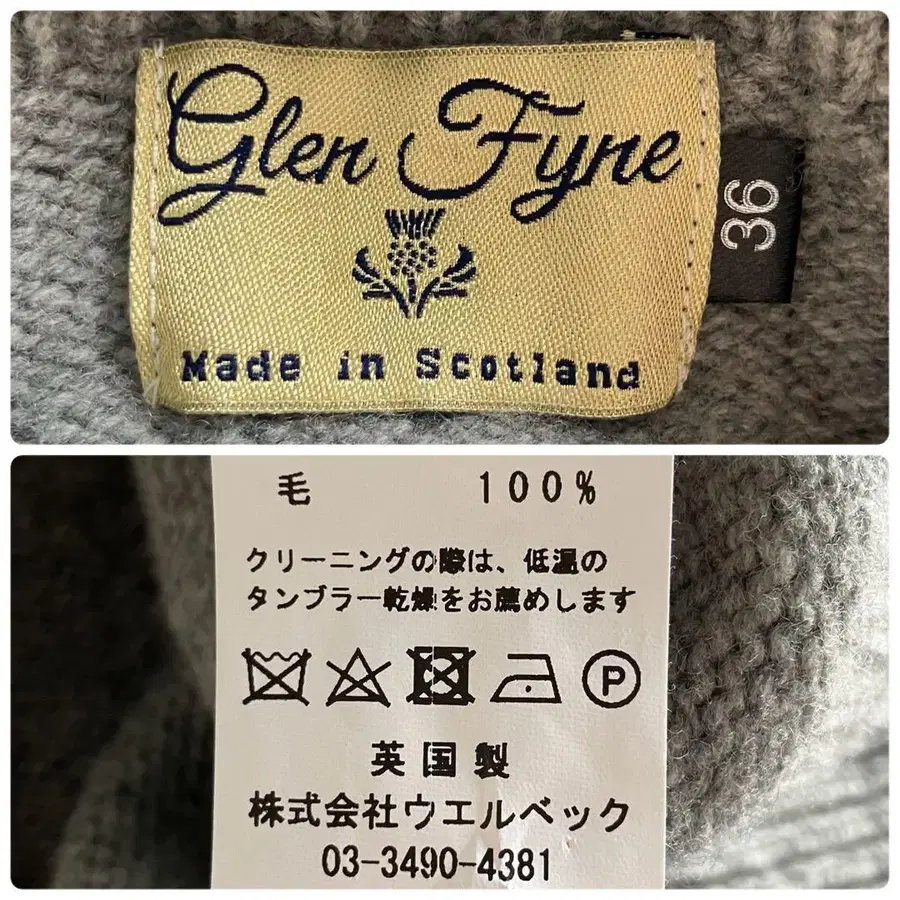 Glen Fyne
Made in Scotland
36
毛 100%
クリーニングの際は、低温の
タンブラー乾燥をお薦めします
P
英国製
株式会社ウエルベック
03-3490-4381